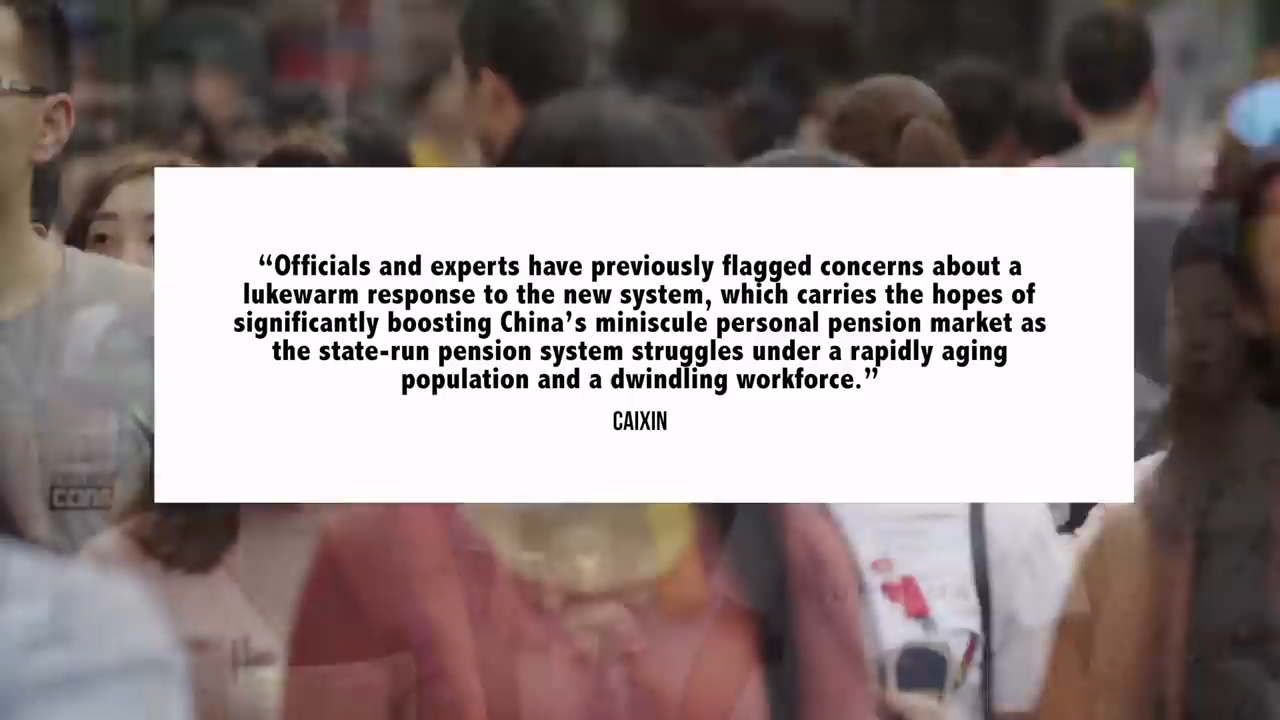 “Officials and experts have previously flagged concerns about a
lukewarm response to the new system, which carries the hopes of
significantly boosting China’s miniscule personal pension market as
the state-run pension system struggles under a rapidly aging
population and a dwindling workforce.”
CAIXIN